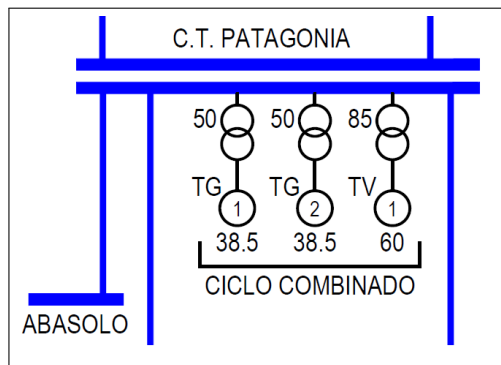 C.T. PATAGONIA
50 50 85
TG TG TV
1 2 1
38.5 38.5 60
CICLO COMBINADO
ABASOLO